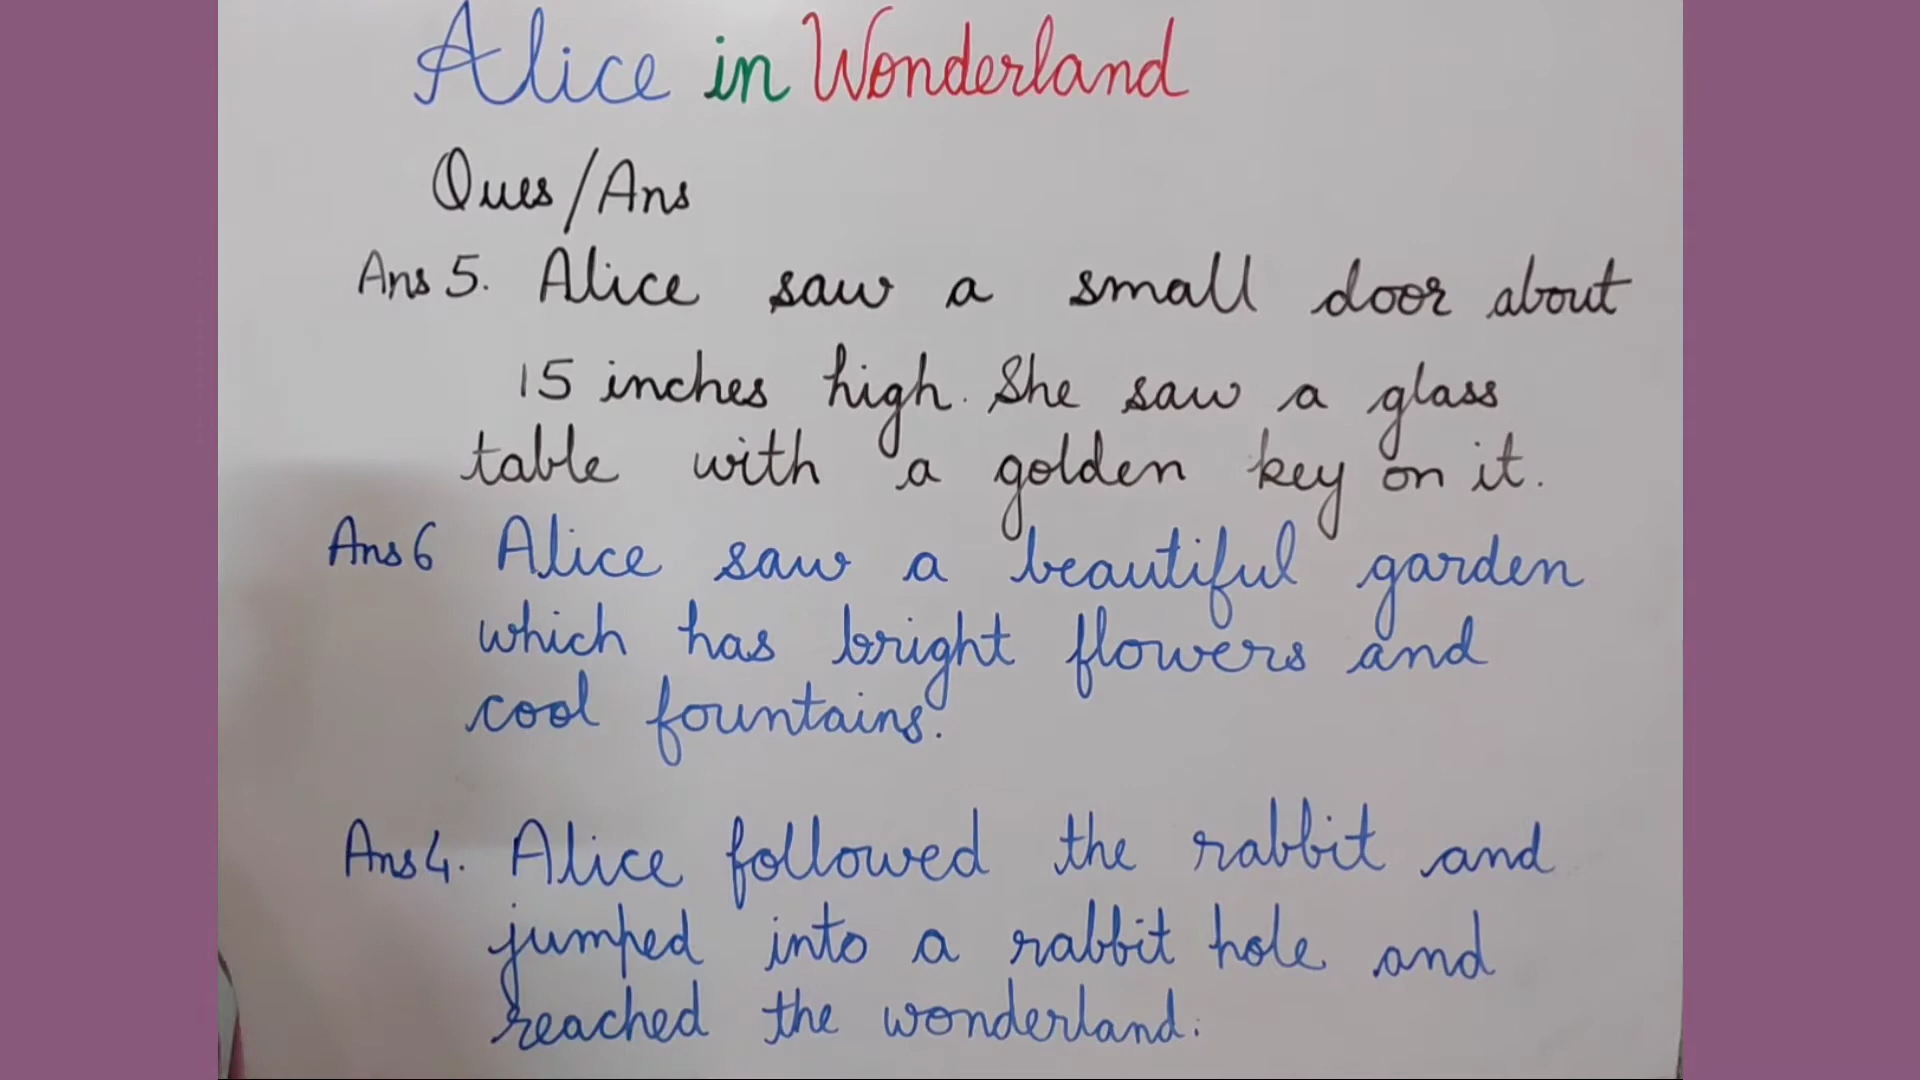 Alice in Wonderland
Ques/Ans
Ans 5. Alice saw a small door about
15 inches high. She saw a glass
table with a golden key on it.
Ans 6 Alice saw a beautiful garden
which has bright flowers and
cool fountains.
Ans 4. Alice followed the rabbit and
jumped into a rabbit hole and
reached the wonderland.